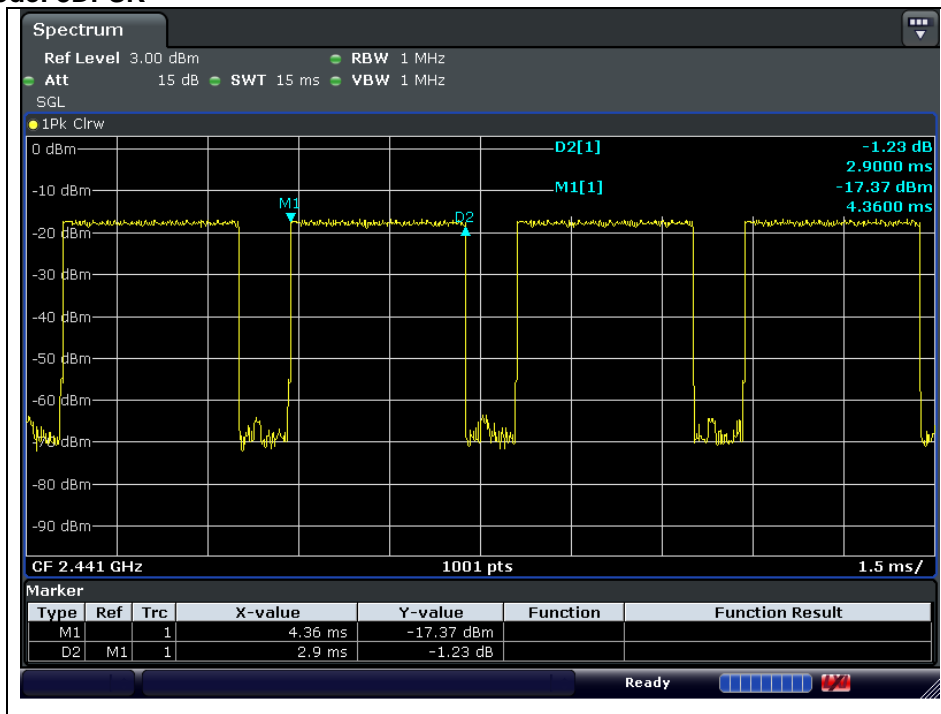 Spectrum
Ref Level 3.00 dBm RBW 1 MHz
Att 15 dB SWT 15 ms VBW 1 MHz
SGL
1Pk Clrw
0 dBm D2[1] -1.23 dB
2.9000 ms
-10 dBm M1[1] -17.37 dBm
M1 4.3600 ms
D2
-20 dBm
-30 dBm
-40 dBm
-50 dBm
-60 dBm
-70 dBm
-80 dBm
-90 dBm
CF 2.441 GHz 1001 pts 1.5 ms/
Marker
Type Ref Trc X-value Y-value Function Function Result
M1 1 4.36 ms -17.37 dBm
D2 M1 1 2.9 ms -1.23 dB
Ready